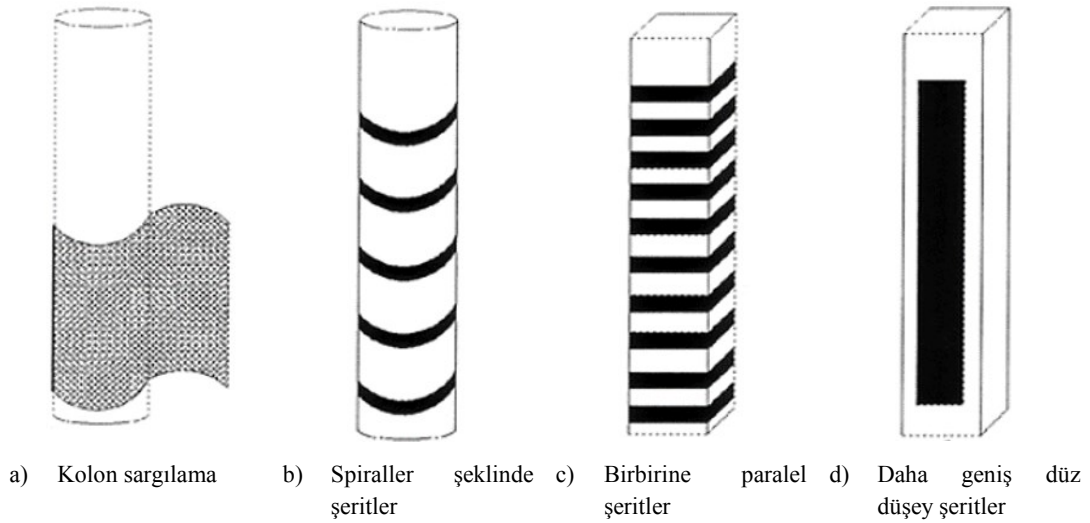 a) Kolon sargılama
b) Spiraller şeklinde
şeritler
c) Birbirine paralel
şeritler
d) Daha geniş düz
düşey şeritler